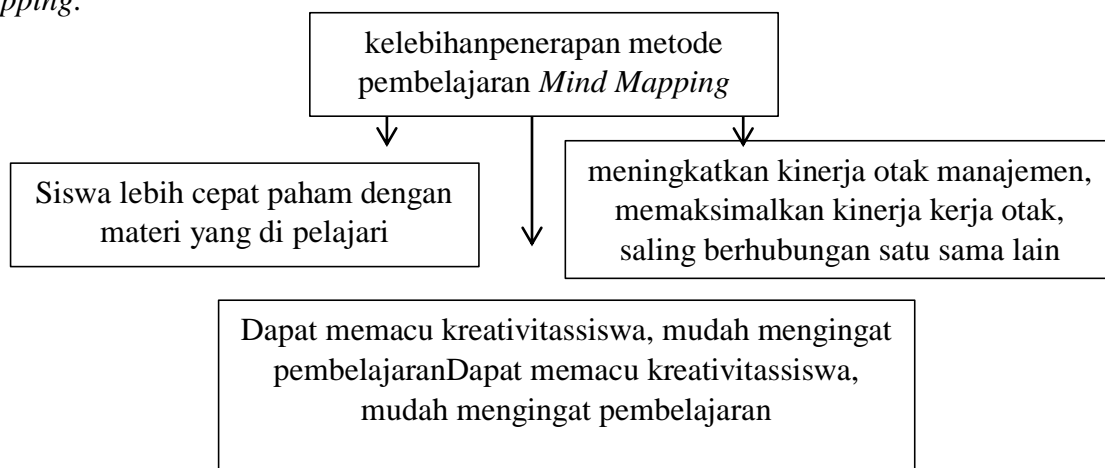 pping.
kelebihanpenerapan metode
pembelajaran Mind Mapping
Siswa lebih cepat paham dengan
materi yang di pelajari
meningkatkan kinerja otak manajemen,
memaksimalkan kinerja kerja otak,
saling berhubungan satu sama lain
Dapat memacu kreativitassiswa, mudah mengingat
pembelajaranDapat memacu kreativitassiswa,
mudah mengingat pembelajaran